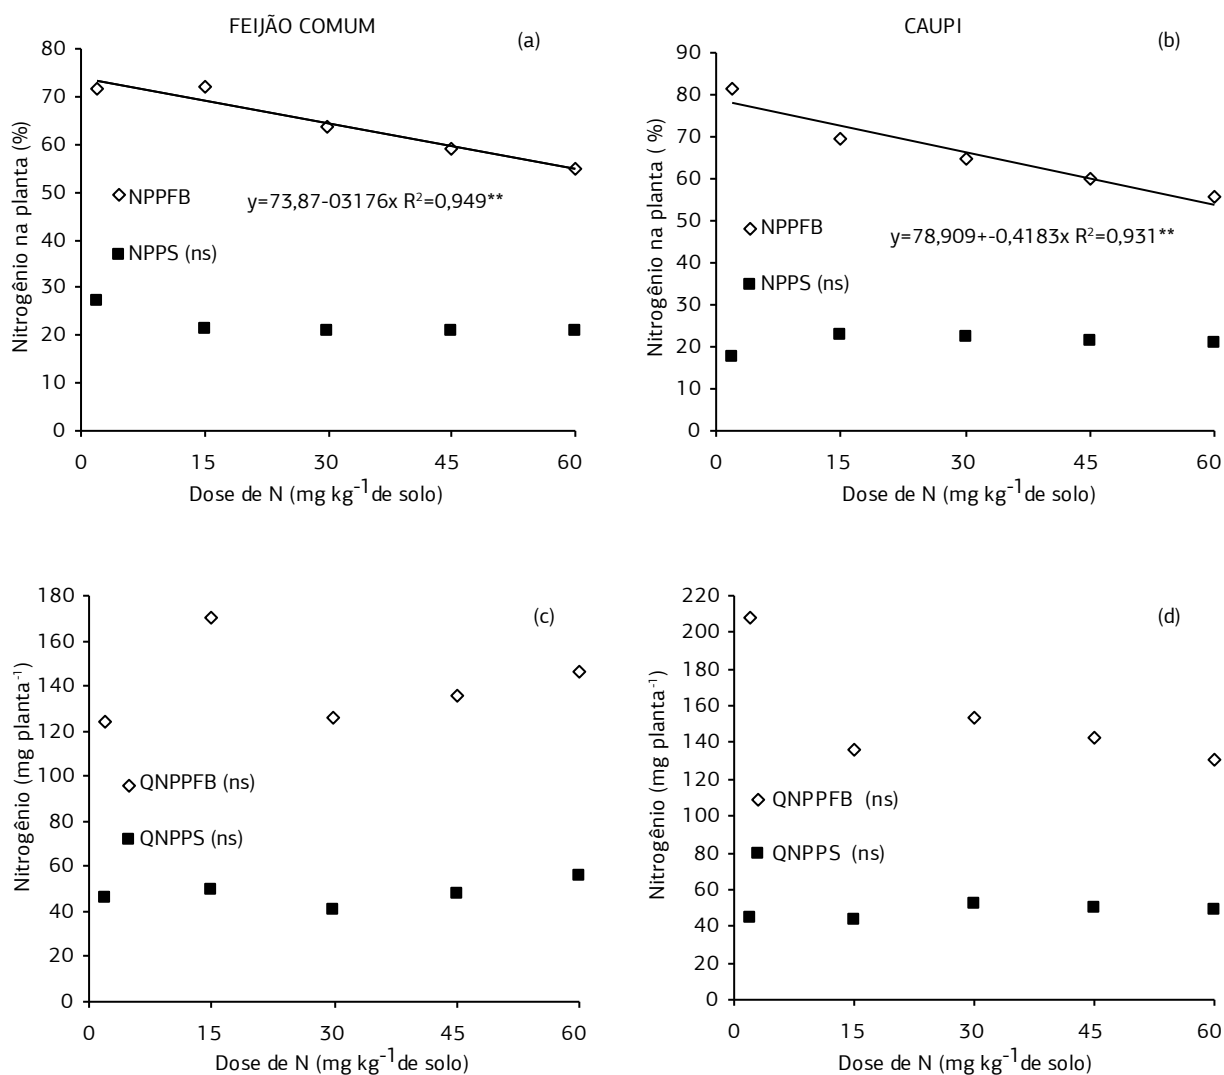 FEIJÃO COMUM
(a)
Nitrogênio na planta (%)
80
70
60
50
40
30
20
10
0
NPPFB
y=73,87-03176x R²=0,949**
NPPS (ns)
0 15 30 45 60
Dose de N (mg kg⁻¹de solo)
CAUPI
(b)
Nitrogênio na planta ( %)
90
80
70
60
50
40
30
20
10
0
NPPFB
y=78,909+-0,4183x R²=0,931**
NPPS (ns)
0 15 30 45 60
Dose de N (mg kg⁻¹de solo)
(c)
Nitrogênio (mg planta⁻¹)
180
160
140
120
100
80
60
40
20
0
QNPPFB (ns)
QNPPS (ns)
0 15 30 45 60
Dose de N (mg kg⁻¹de solo)
(d)
Nitrogênio (mg planta⁻¹)
220
200
180
160
140
120
100
80
60
40
20
0
QNPPFB (ns)
QNPPS (ns)
0 15 30 45 60
Dose de N (mg kg⁻¹de solo)